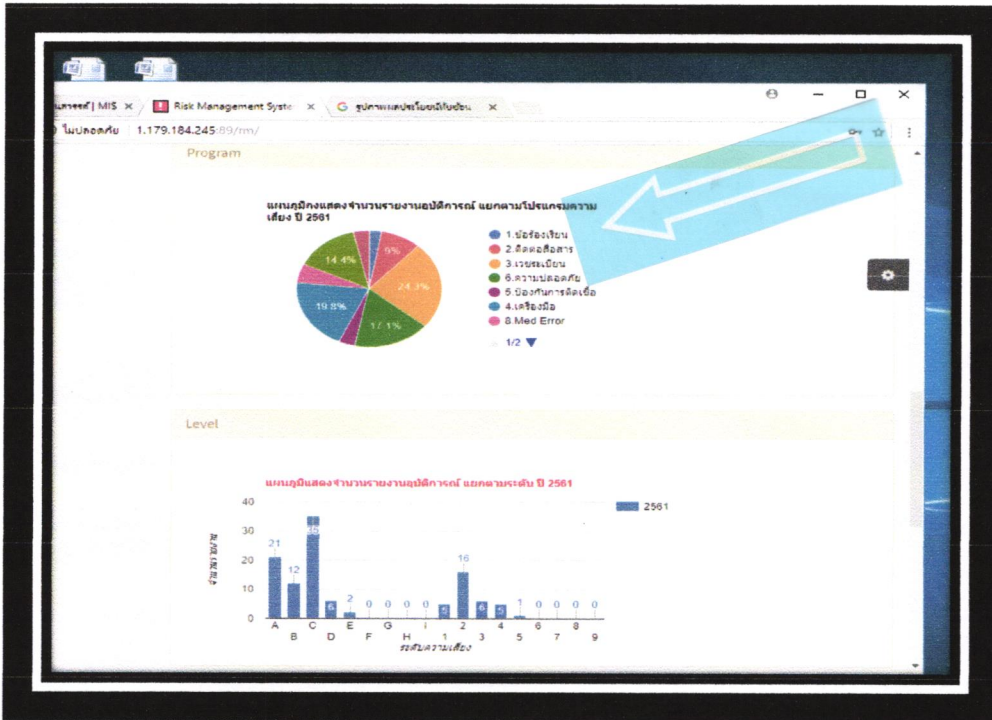 MIS
Risk Management Syste
ไม่ปลอดภัย 1.179.184.245:89/rm/
Program
แผนภูมิกงแสดงจำนวนรายงานอุบัติการณ์ แยกตามโปรแกรมความ
เสี่ยง ปี 2561
1.ข้อร้องเรียน
2.ติดต่อสื่อสาร
3.เวชระเบียน
6.ความปลอดภัย
5.ป้องกันการติดเชื้อ
4.เครื่องมือ
8.Med Error
1/2
14.4%
9%
24.3%
19.8%
17.1%
Level
แผนภูมิแสดงจำนวนรายงานอุบัติการณ์ แยกตามระดับ ปี 2561
2561
40
30
20
10
0
21 12 6 2 0 0 0 0 5 16 6 5 1 0 0 0 0
A C E G I 2 4 6 8
B D F H 1 3 5 7 9
ระดับความเสี่ยง